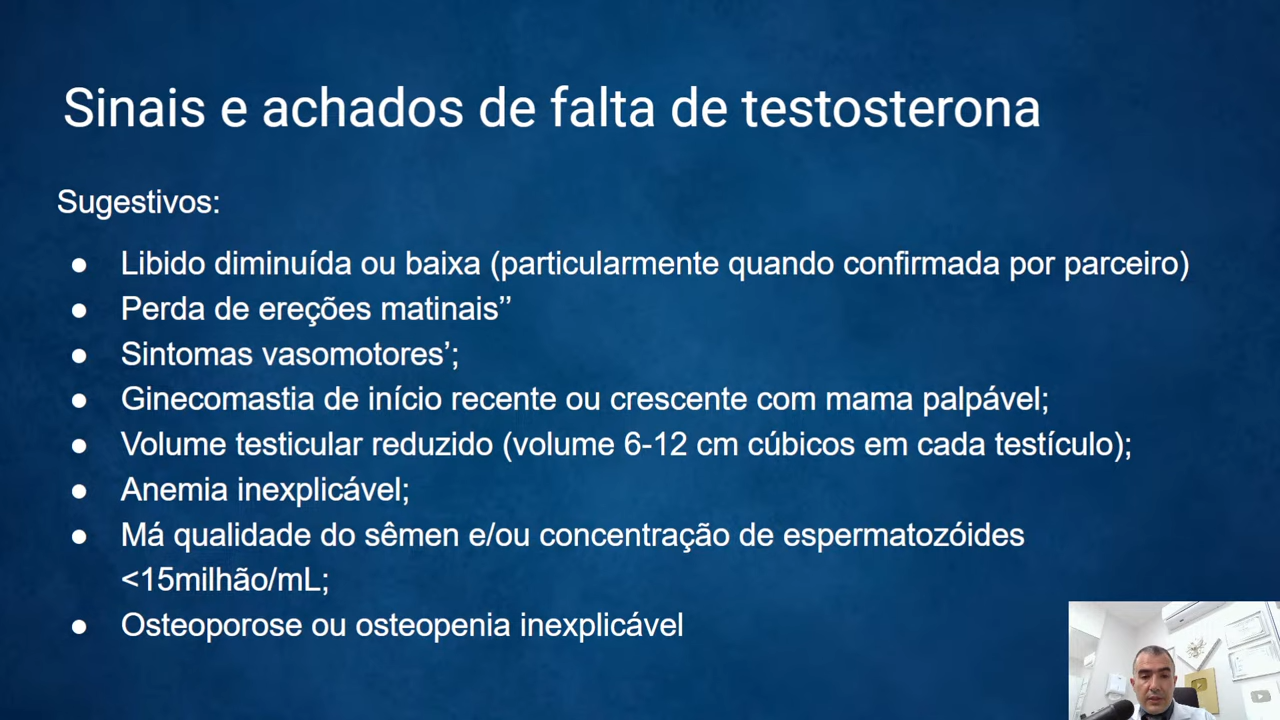 Sinais e achados de falta de testosterona
Sugestivos:
● Libido diminuída ou baixa (particularmente quando confirmada por parceiro)
● Perda de ereções matinais’’
● Sintomas vasomotores’;
● Ginecomastia de início recente ou crescente com mama palpável;
● Volume testicular reduzido (volume 6-12 cm cúbicos em cada testículo);
● Anemia inexplicável;
● Má qualidade do sêmen e/ou concentração de espermatozóides
<15milhão/mL;
● Osteoporose ou osteopenia inexplicável